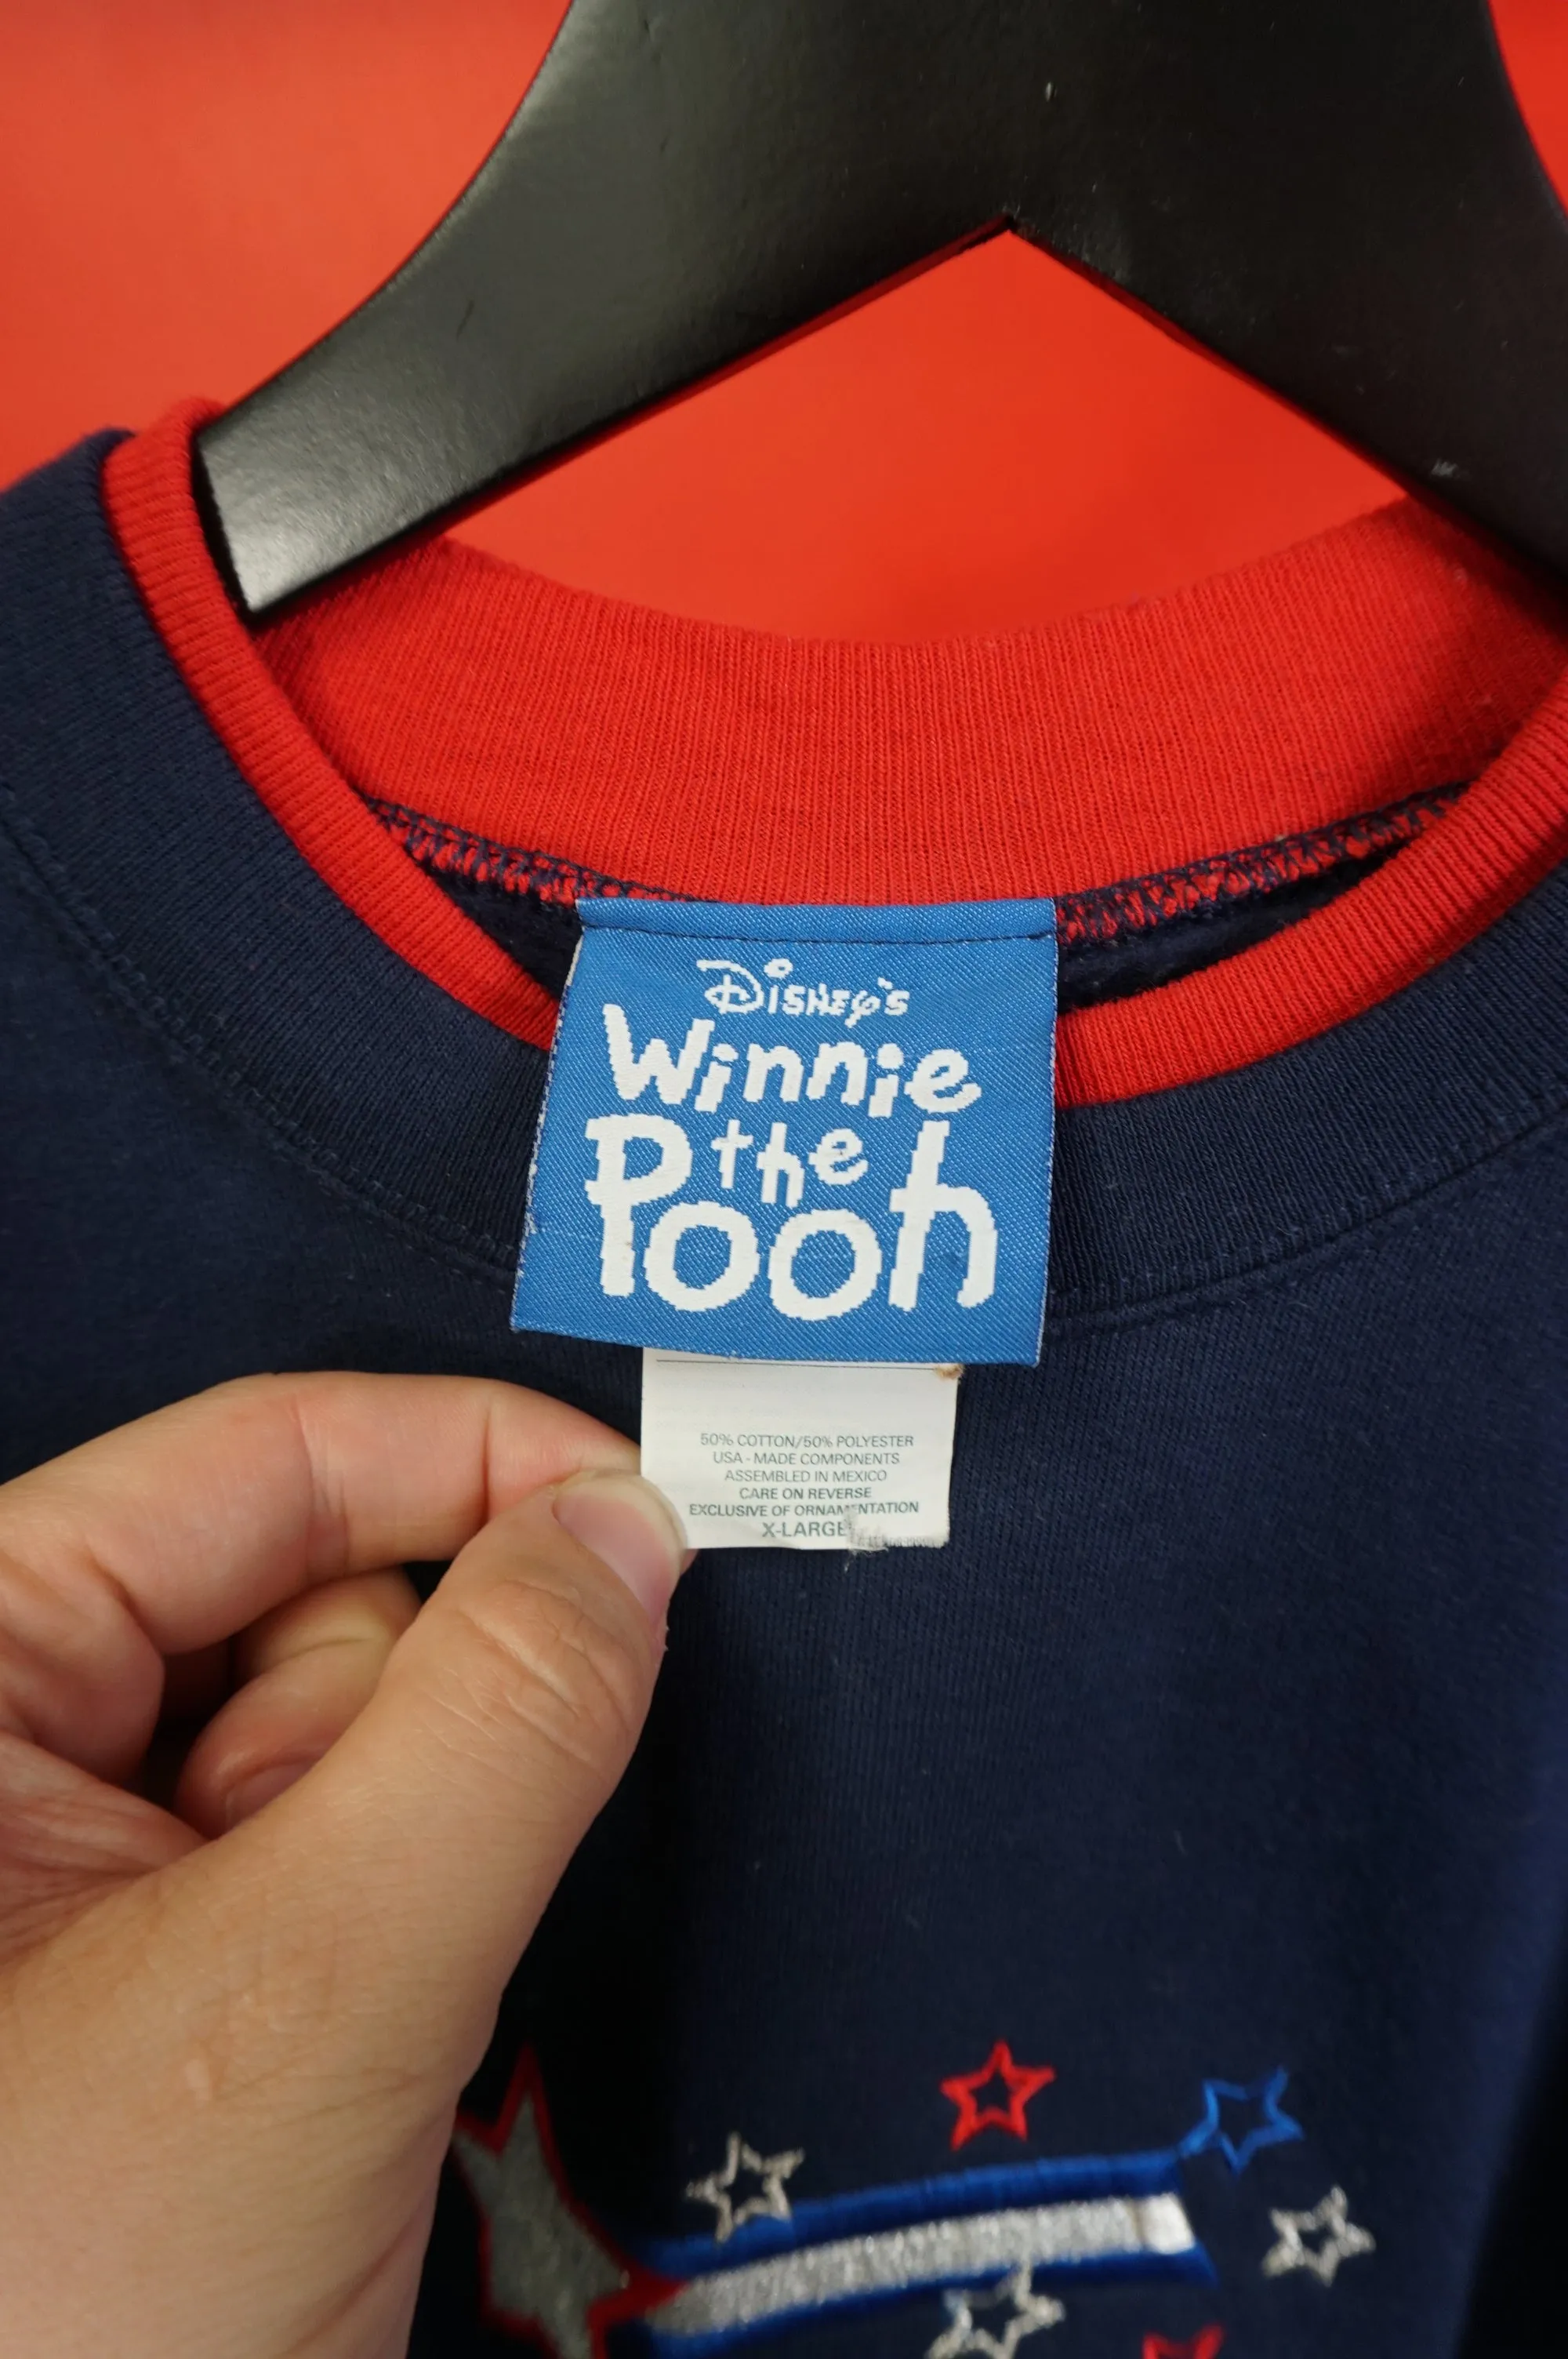 Disney's
Winnie
the
Pooh
50% COTTON/50% POLYESTER
USA - MADE COMPONENTS
ASSEMBLED IN MEXICO
CARE ON REVERSE
EXCLUSIVE OF ORNAMENTATION
X-LARGE